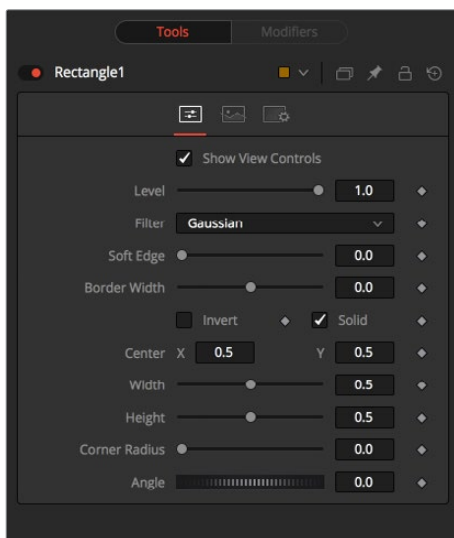 Tools Modifiers
Rectangle1
Show View Controls
Level 1.0
Filter Gaussian
Soft Edge 0.0
Border Width 0.0
Invert Solid
Center X 0.5 Y 0.5
Width 0.5
Height 0.5
Corner Radius 0.0
Angle 0.0